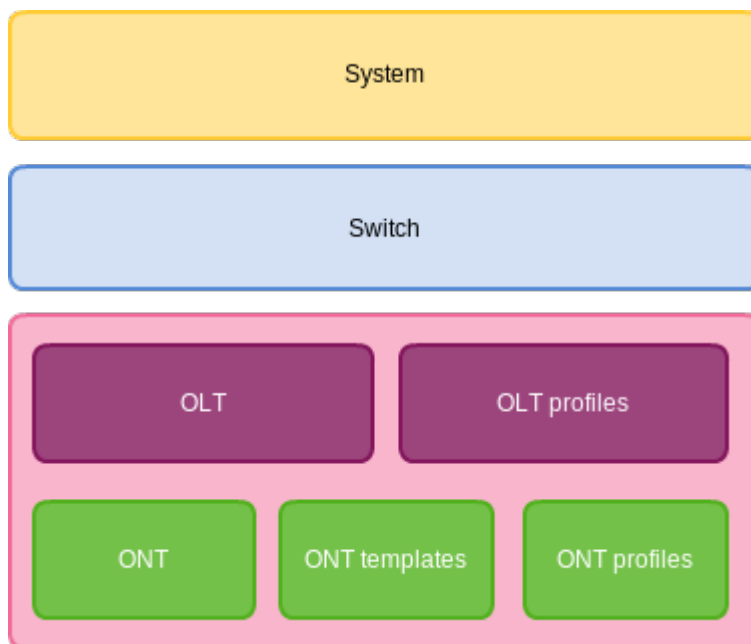 System
Switch
OLT
OLT profiles
ONT
ONT templates
ONT profiles